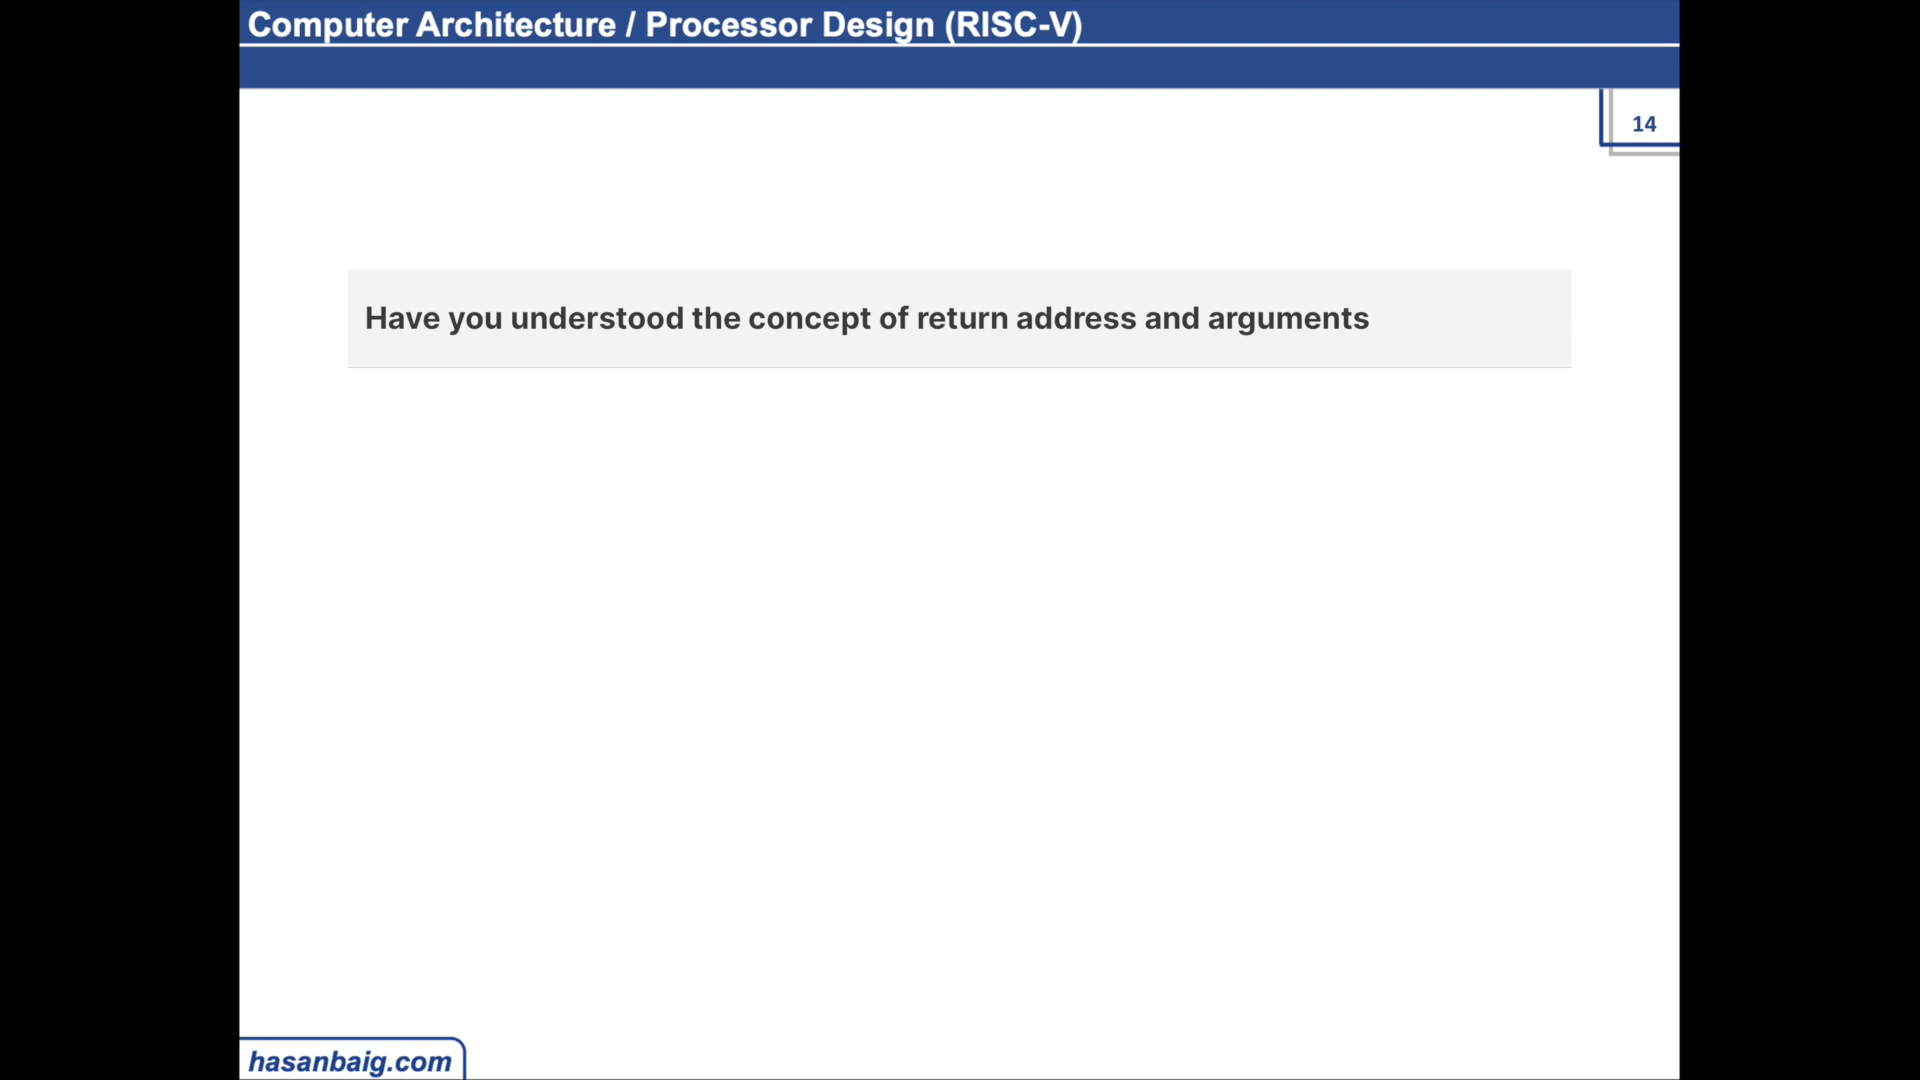 Computer Architecture / Processor Design (RISC-V)
14
Have you understood the concept of return address and arguments
hasanbaig.com